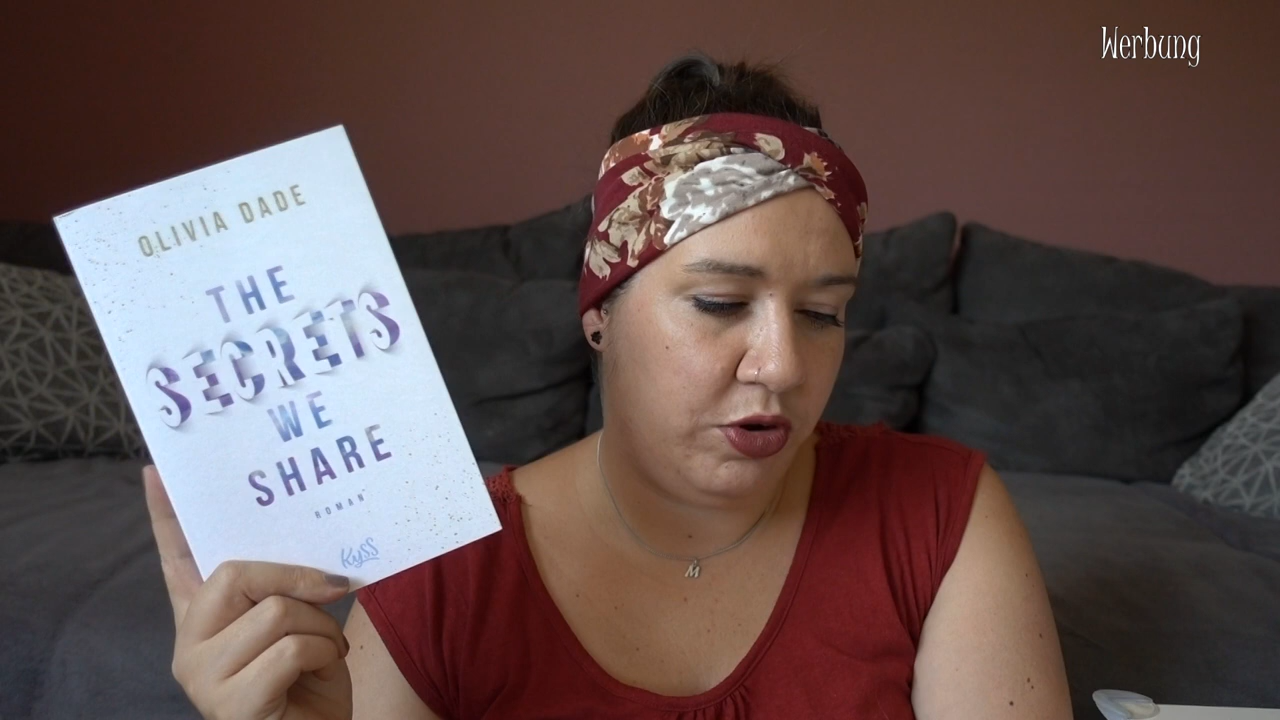 Werbung
OLIVIA DADE
THE
SECRETS
WE
SHARE
ROMAN
Kyss
M